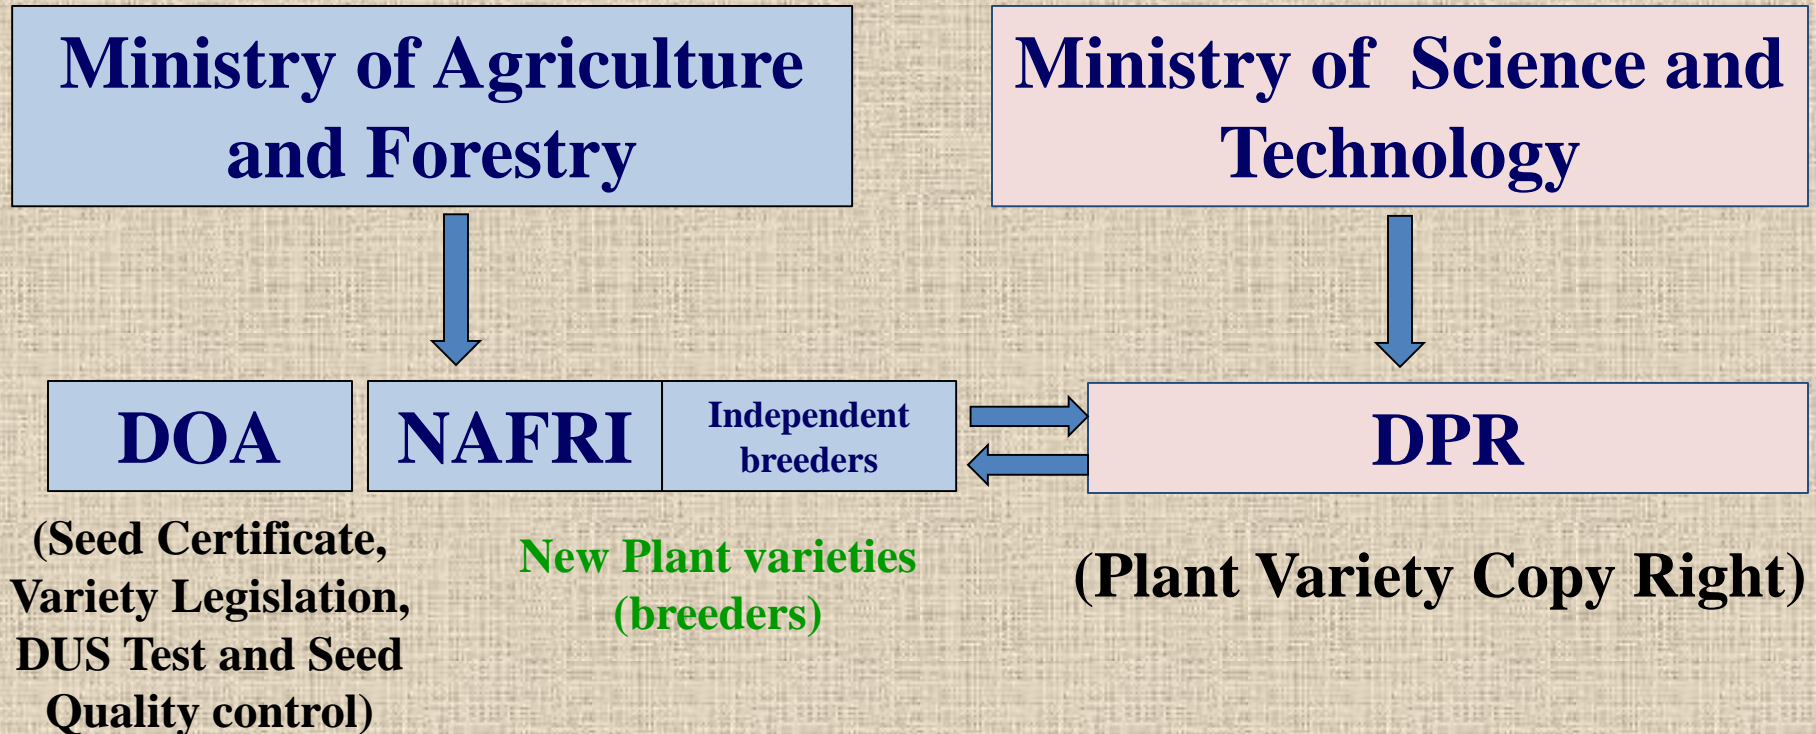 Ministry of Agriculture
and Forestry
Ministry of Science and
Technology
DOA
NAFRI
Independent
breeders
DPR
(Seed Certificate,
Variety Legislation,
DUS Test and Seed
Quality control)
New Plant varieties
(breeders)
(Plant Variety Copy Right)